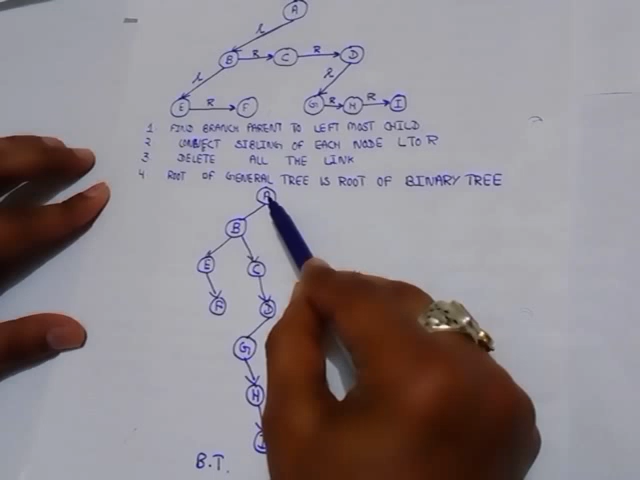 A
l
B R C R D
l l
E R F G R H R I
1. FIND BRANCH PARENT TO LEFT MOST CHILD
2 CONNECT SIBLING OF EACH NODE L TO R
3 DELETE ALL THE LINK
4 ROOT OF GENERAL TREE IS ROOT OF BINARY TREE
A
B
E C
F D
G
H
I
B.T.